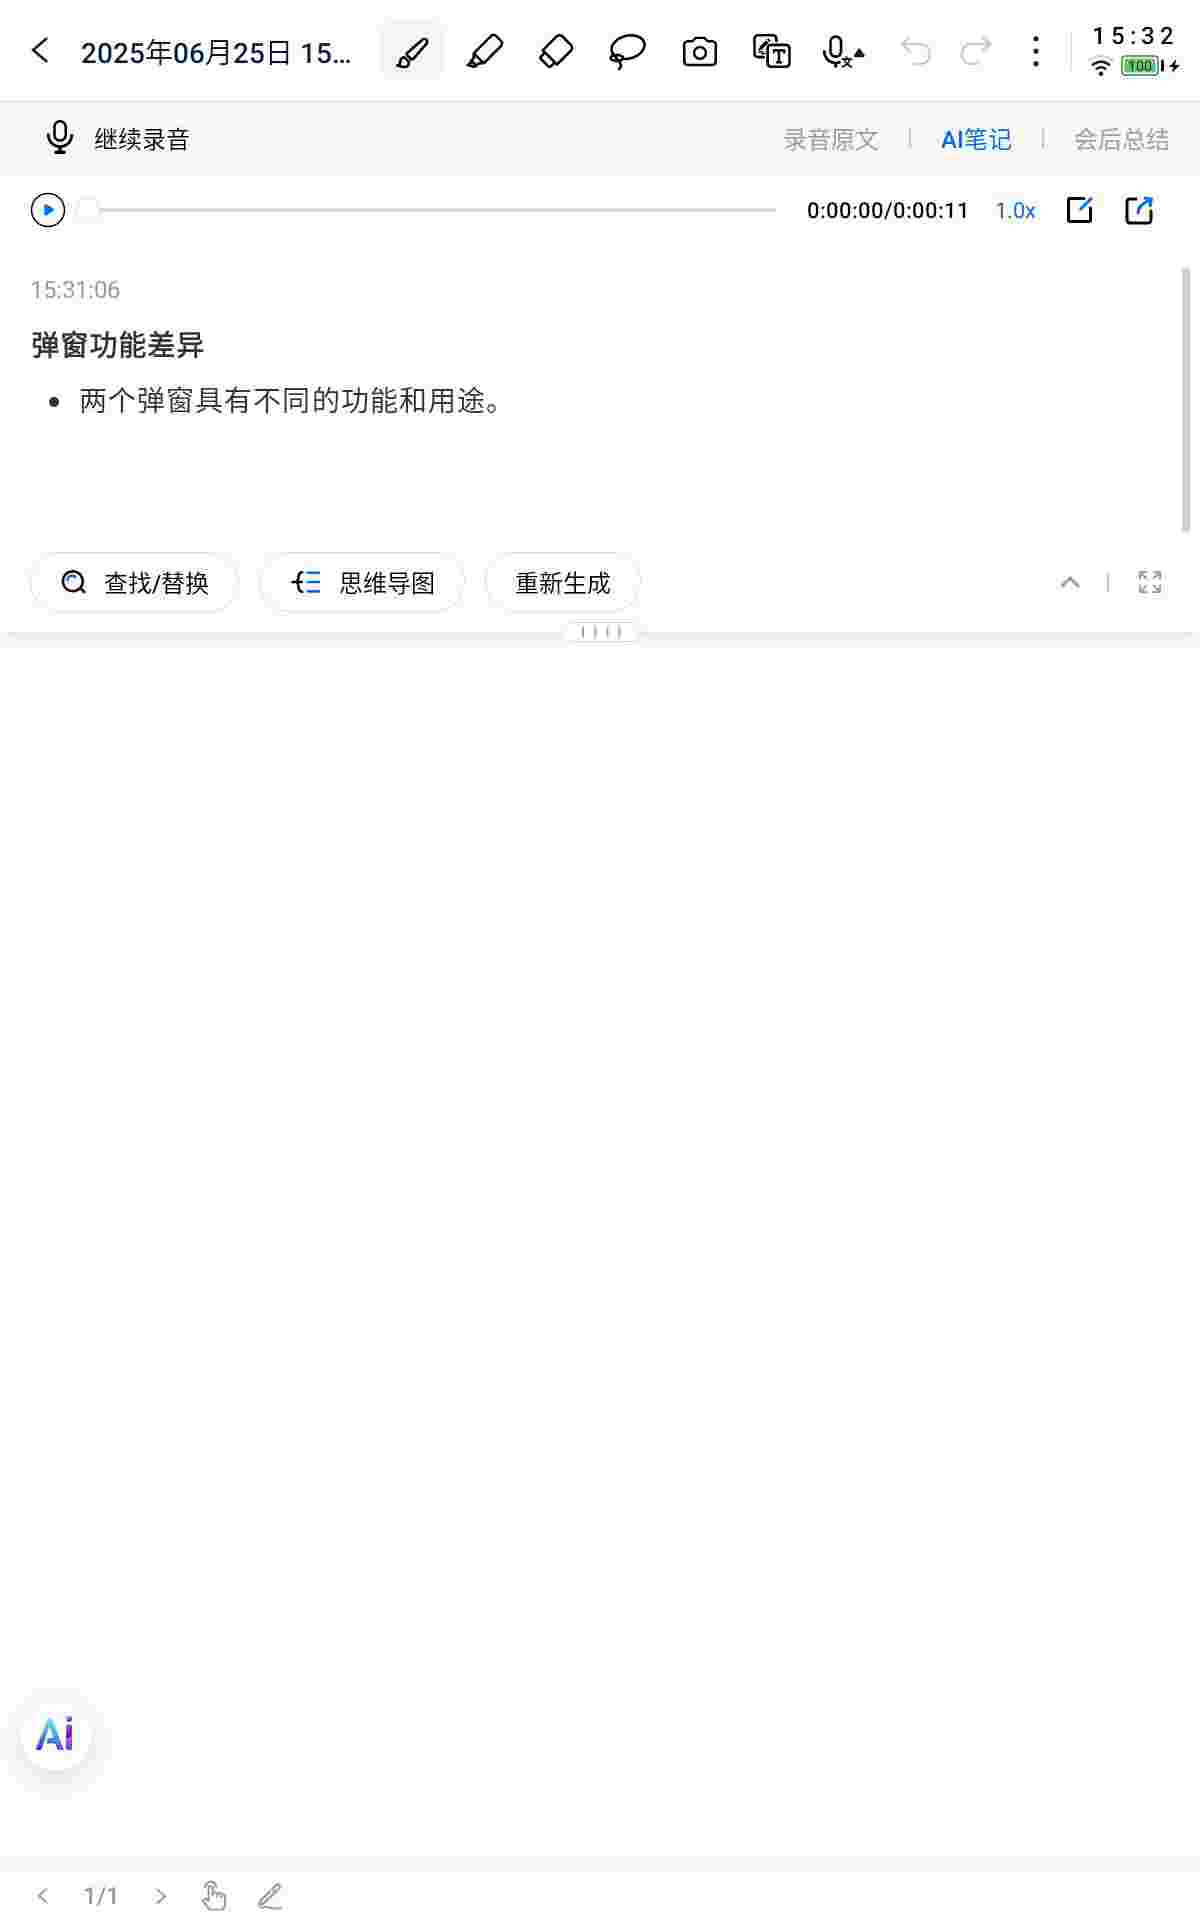 2025年06月25日 15...
15:32
100
继续录音
录音原文
AI笔记
会后总结
0:00:00/0:00:11
1.0x
15:31:06
弹窗功能差异
• 两个弹窗具有不同的功能和用途。
查找/替换
思维导图
重新生成
Ai
1/1